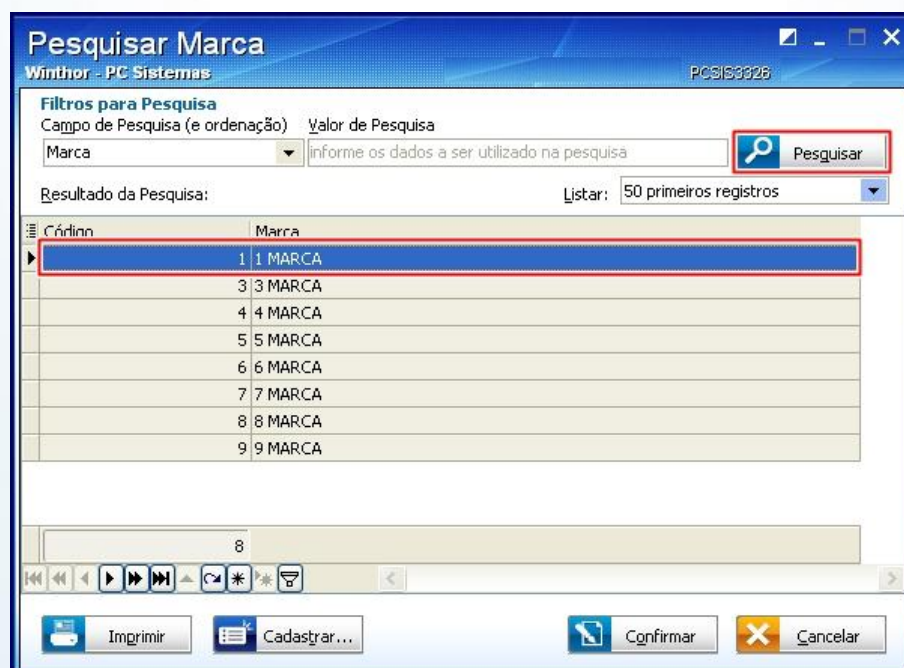 Pesquisar Marca
Winthor - PC Sistemas PCSIS3326
Filtros para Pesquisa
Campo de Pesquisa (e ordenação) Valor de Pesquisa
Marca informe os dados a ser utilizado na pesquisa Pesquisar
Resultado da Pesquisa: Listar: 50 primeiros registros
Código Marca
1 1 MARCA
3 3 MARCA
4 4 MARCA
5 5 MARCA
6 6 MARCA
7 7 MARCA
8 8 MARCA
9 9 MARCA
8
Imprimir Cadastrar... Confirmar Cancelar